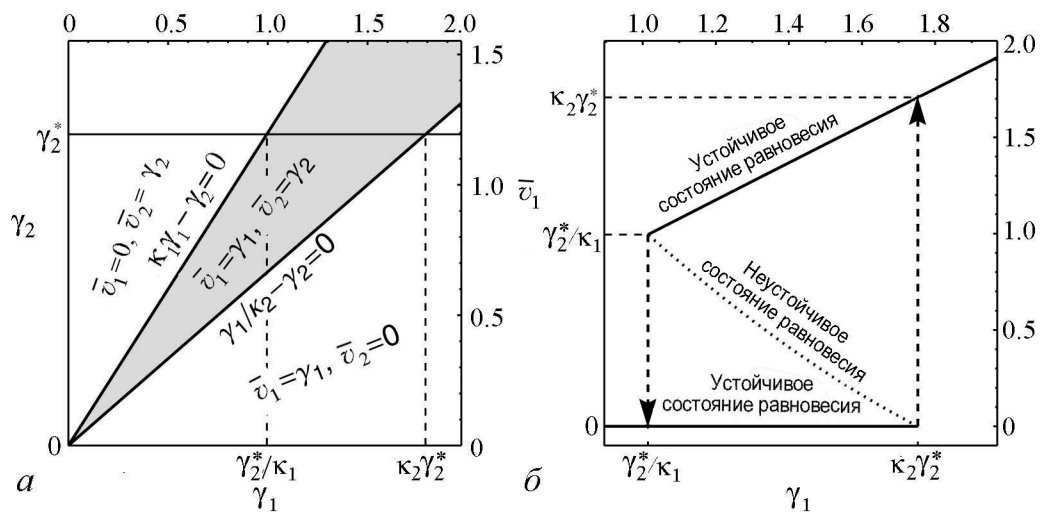 0
0.5
1.0
1.5
2.0
1.5
1.0
0.5
0
γ₂*
γ₂
0
v̄₁=0, v̄₂= γ₂
κ₁γ₁ − γ₂=0
v̄₁=γ₁, v̄₂=γ₂
γ₁/κ₂−γ₂=0
v̄₁=γ₁, v̄₂=0
γ₂*/κ₁
κ₂γ₂*
γ₁
а
v̄₁
1.0
1.2
1.4
1.6
1.8
2.0
1.5
1.0
0.5
0
κ₂γ₂*
γ₂*/κ₁
0
Устойчивое
состояние равновесия
Неустойчивое
состояние равновесия
Устойчивое
состояние равновесия
γ₂*/κ₁
κ₂γ₂*
γ₁
б